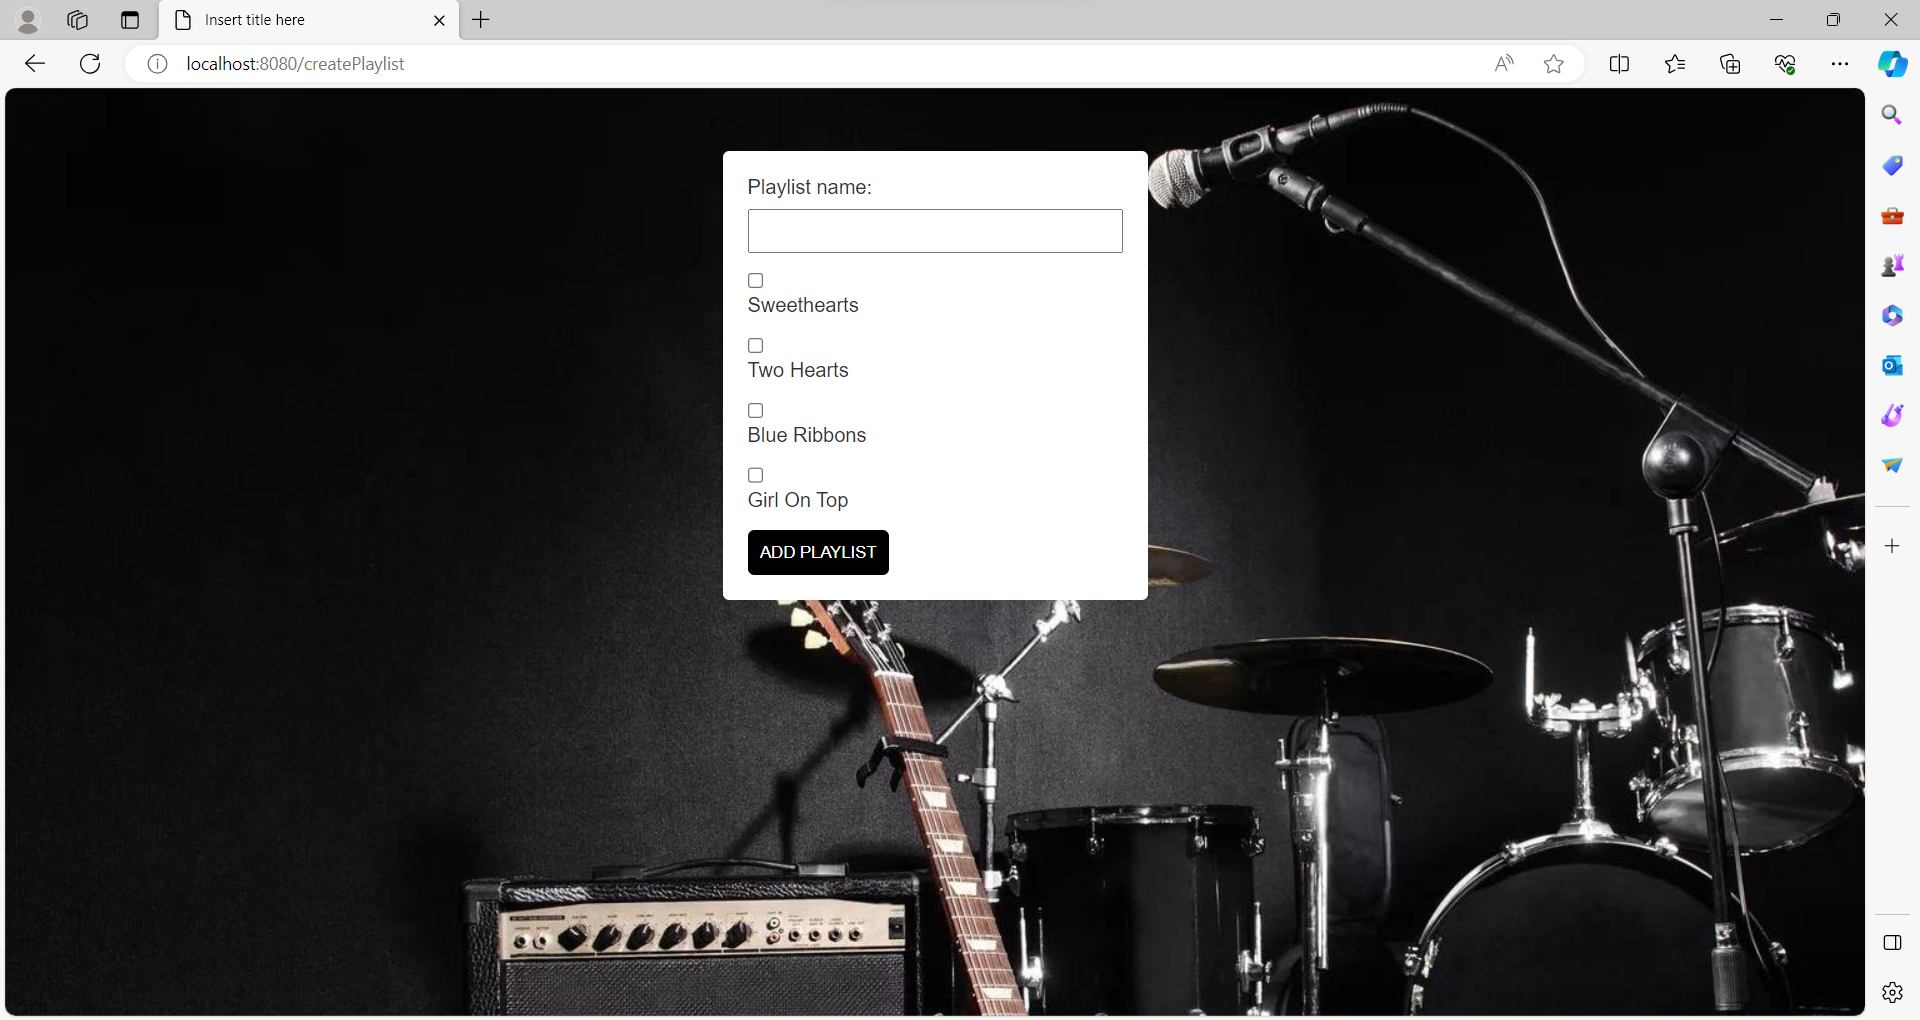 Insert title here
localhost:8080/createPlaylist
Playlist name:
Sweethearts
Two Hearts
Blue Ribbons
Girl On Top
ADD PLAYLIST